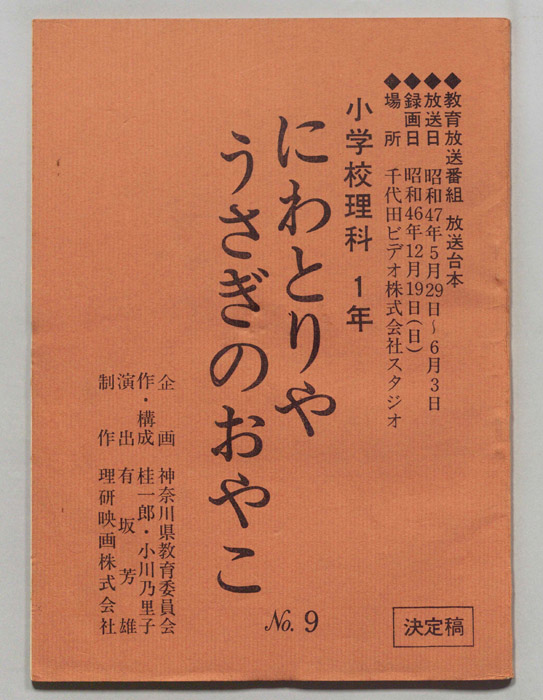 ◆教育放送番組 放送台本
◆放送日 昭和47年5月29日～6月3日
◆録画日 昭和46年12月19日(日)
◆場所 千代田ビデオ株式会社スタジオ
小学校理科 1年
にわとりや
うさぎのおやこ
No. 9
企画 神奈川県教育委員会
作・構成 桂一郎・小川乃里子
演出 有坂芳雄
制作 理研映画株式会社
決定稿